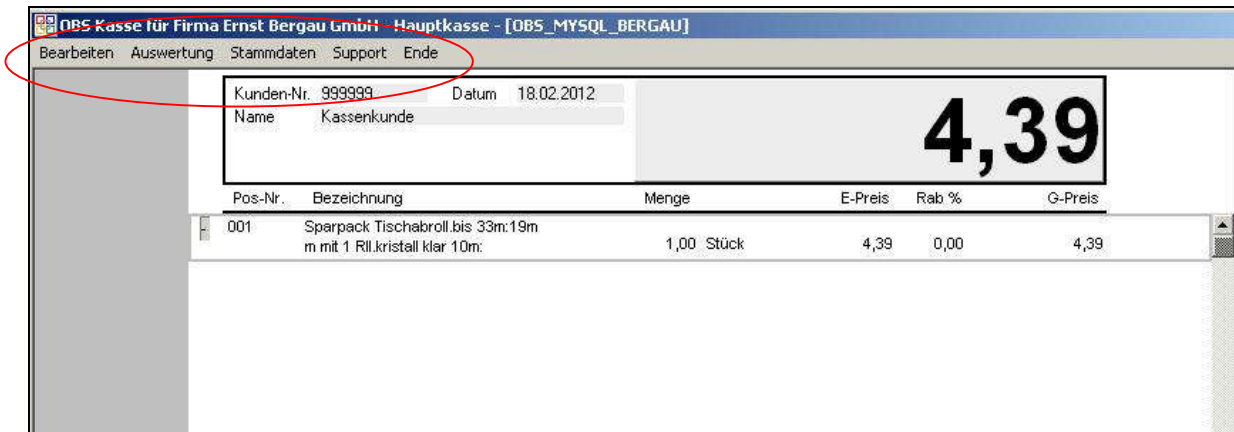 OBS Kasse für Firma Ernst Bergau GmbH - Hauptkasse - [OBS_MYSQL_BERGAU]
Bearbeiten Auswertung Stammdaten Support Ende
Kunden-Nr. 999999 Datum 18.02.2012
Name Kassenkunde
4,39
Pos-Nr. Bezeichnung Menge E-Preis Rab % G-Preis
001 Sparpack Tischabroll.bis 33m:19m
m mit 1 Rll.kristall klar 10m: 1,00 Stück 4,39 0,00 4,39